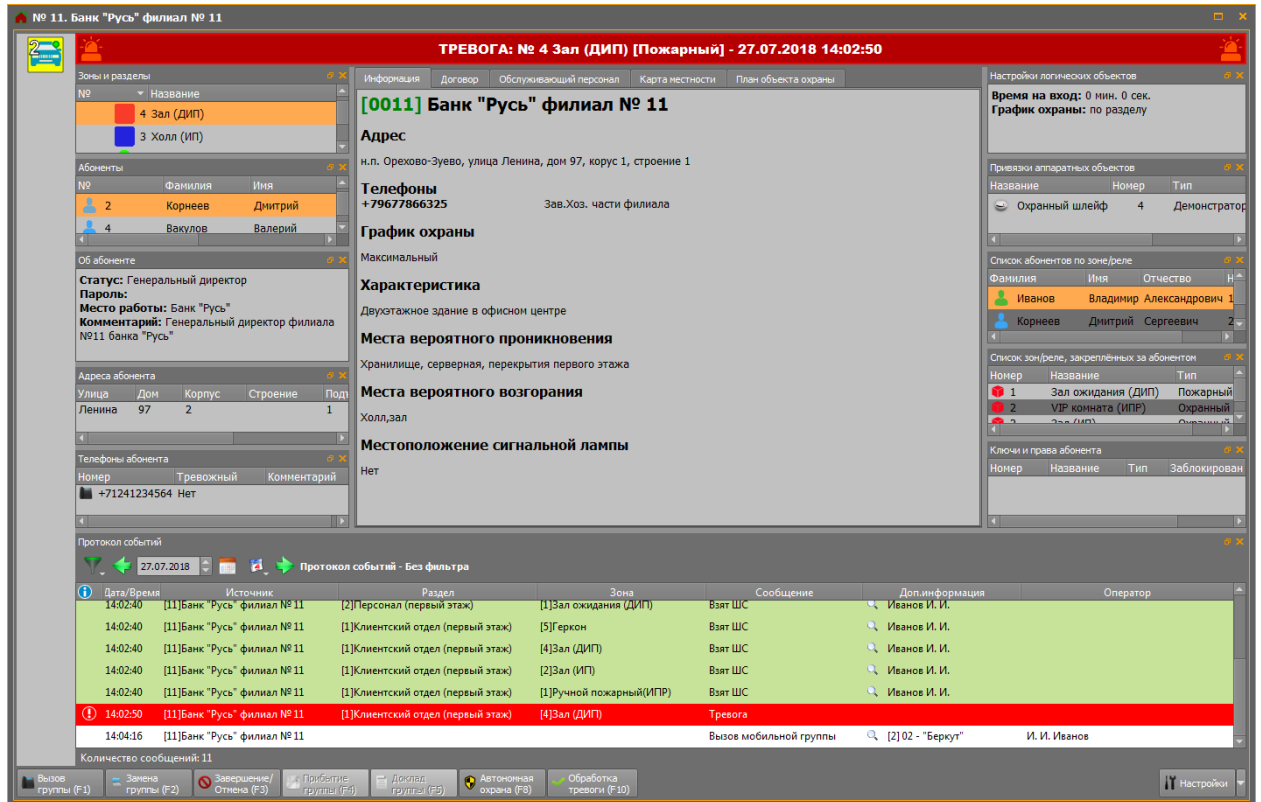 № 11. Банк "Русь" филиал № 11
2
ТРЕВОГА: № 4 Зал (ДИП) [Пожарный] - 27.07.2018 14:02:50
Зоны и разделы
№ Название
4 Зал (ДИП)
3 Холл (ИП)
Абоненты
№ Фамилия Имя
2 Корнеев Дмитрий
4 Вакулов Валерий
Об абоненте
Статус: Генеральный директор
Пароль:
Место работы: Банк "Русь"
Комментарий: Генеральный директор филиала
№11 банка "Русь"
Адреса абонента
Улица Дом Корпус Строение Подъ
Ленина 97 2 1
Телефоны абонента
Номер Тревожный Комментарий
+71241234564 Нет
Информация Договор Обслуживающий персонал Карта местности План объекта охраны
[0011] Банк "Русь" филиал № 11
Адрес
н.п. Орехово-Зуево, улица Ленина, дом 97, корус 1, строение 1
Телефоны
+79677866325 Зав.Хоз. части филиала
График охраны
Максимальный
Характеристика
Двухэтажное здание в офисном центре
Места вероятного проникновения
Хранилище, серверная, перекрытия первого этажа
Места вероятного возгорания
Холл,зал
Местоположение сигнальной лампы
Нет
Настройки логических объектов
Время на вход: 0 мин. 0 сек.
График охраны: по разделу
Привязки аппаратных объектов
Название Номер Тип
Охранный шлейф 4 Демонстратор
Список абонентов по зоне/реле
Фамилия Имя Отчество Н
Иванов Владимир Александрович 1
Корнеев Дмитрий Сергеевич 2
Список зон/реле, закреплённых за абонентом
Номер Название Тип
1 Зал ожидания (ДИП) Пожарный
2 VIP комната (ИПР) Охранный
3 Зал (ИП) Охранный
Ключи и права абонента
Номер Название Тип Заблокирован
Протокол событий
27.07.2018 Протокол событий - Без фильтра
Дата/Время Источник Раздел Зона Сообщение Доп.информация Оператор
14:02:40 [11]Банк "Русь" филиал № 11 [2]Персонал (первый этаж) [1]Зал ожидания (ДИП) Взят ШС Иванов И. И.
14:02:40 [11]Банк "Русь" филиал № 11 [1]Клиентский отдел (первый этаж) [5]Геркон Взят ШС Иванов И. И.
14:02:40 [11]Банк "Русь" филиал № 11 [1]Клиентский отдел (первый этаж) [4]Зал (ДИП) Взят ШС Иванов И. И.
14:02:40 [11]Банк "Русь" филиал № 11 [1]Клиентский отдел (первый этаж) [2]Зал (ИП) Взят ШС Иванов И. И.
14:02:40 [11]Банк "Русь" филиал № 11 [1]Клиентский отдел (первый этаж) [1]Ручной пожарный(ИПР) Взят ШС Иванов И. И.
14:02:50 [11]Банк "Русь" филиал № 11 [1]Клиентский отдел (первый этаж) [4]Зал (ДИП) Тревога
14:04:16 [11]Банк "Русь" филиал № 11 Вызов мобильной группы [2] 02 - "Беркут" И. И. Иванов
Количество сообщений: 11
Вызов группы (F1) Замена группы (F2) Завершение/ Отмена (F3) Прибытие группы (F4) Доклад группы (F5) Автономная охрана (F8) Обработка тревоги (F10) Настройки